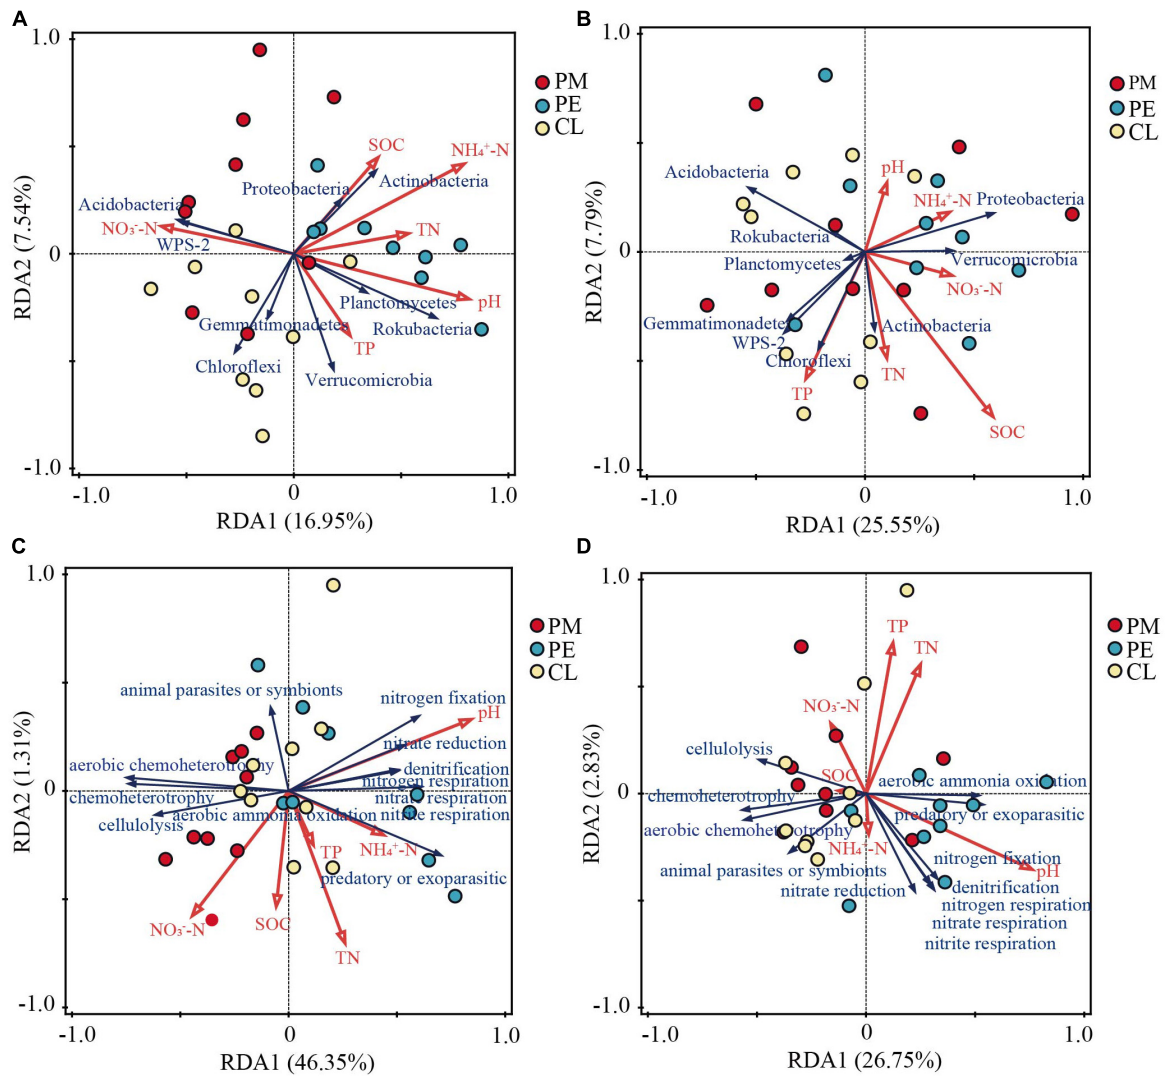 A
1.0
0
-1.0
RDA2 (7.54%)
-1.0
0
1.0
RDA1 (16.95%)
PM
PE
CL
SOC
NH₄⁺-N
Proteobacteria
Actinobacteria
Acidobacteria
NO₃⁻-N
WPS-2
TN
Planctomycetes
pH
Gemmatimonadetes
Rokubacteria
TP
Chloroflexi
Verrucomicrobia
B
1.0
0
-1.0
RDA2 (7.79%)
-1.0
0
1.0
RDA1 (25.55%)
PM
PE
CL
Acidobacteria
pH
NH₄⁺-N
Proteobacteria
Rokubacteria
Planctomycetes
Verrucomicrobia
NO₃⁻-N
Gemmatimonadetes
Actinobacteria
WPS-2
Chloroflexi
TN
TP
SOC
C
1.0
0
-1.0
RDA2 (1.31%)
-1.0
0
1.0
RDA1 (46.35%)
PM
PE
CL
animal parasites or symbionts
nitrogen fixation
pH
nitrate reduction
aerobic chemoheterotrophy
denitrification
nitrogen respiration
chemoheterotrophy
nitrate respiration
cellulolysis
aerobic ammonia oxidation
nitrite respiration
TP
NH₄⁺-N
predatory or exoparasitic
NO₃⁻-N
SOC
TN
D
1.0
0
-1.0
RDA2 (2.83%)
-1.0
0
1.0
RDA1 (26.75%)
PM
PE
CL
TP
TN
NO₃⁻-N
cellulolysis
SOC
aerobic ammonia oxidation
chemoheterotrophy
predatory or exoparasitic
aerobic chemoheterotrophy
NH₄⁺-N
nitrogen fixation
animal parasites or symbionts
pH
nitrate reduction
denitrification
nitrogen respiration
nitrate respiration
nitrite respiration